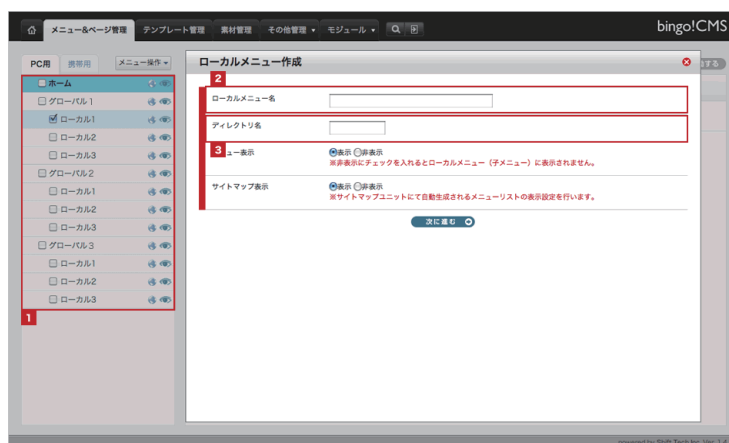 メニュー&ページ管理 テンプレート管理 素材管理 その他管理 ▾ モジュール ▾
bingo!CMS
PC用 携帯用 メニュー操作
ローカルメニュー作成
する
ホーム
グローバル 1
ローカル1
ローカル2
ローカル3
グローバル 2
ローカル1
ローカル2
ローカル3
グローバル 3
ローカル1
ローカル2
ローカル3
1
2
ローカルメニュー名
ディレクトリ名
3
ュー表示 表示 非表示
※非表示にチェックを入れるとローカルメニュー（子メニュー）に表示されません。
サイトマップ表示 表示 非表示
※サイトマップユニットにて自動生成されるメニューリストの表示設定を行います。
次に進む
powered by Shift Tech Inc. Ver. 1.4